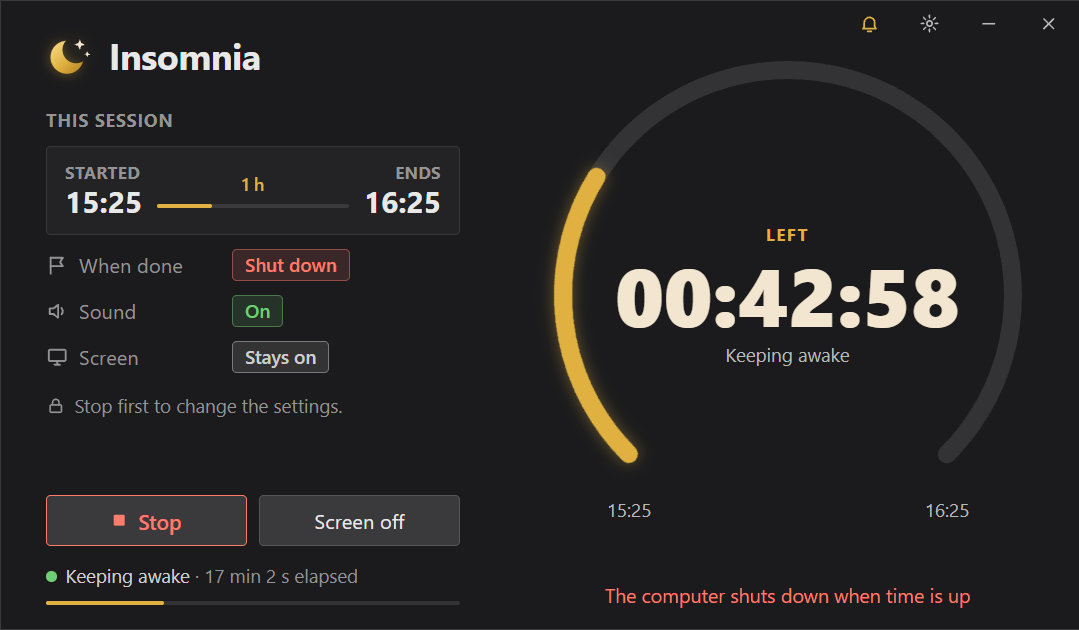 Insomnia
THIS SESSION
STARTED
15:25
1 h
ENDS
16:25
When done
Shut down
Sound
On
Screen
Stays on
Stop first to change the settings.
Stop
Screen off
Keeping awake · 17 min 2 s elapsed
LEFT
00:42:58
Keeping awake
15:25
16:25
The computer shuts down when time is up